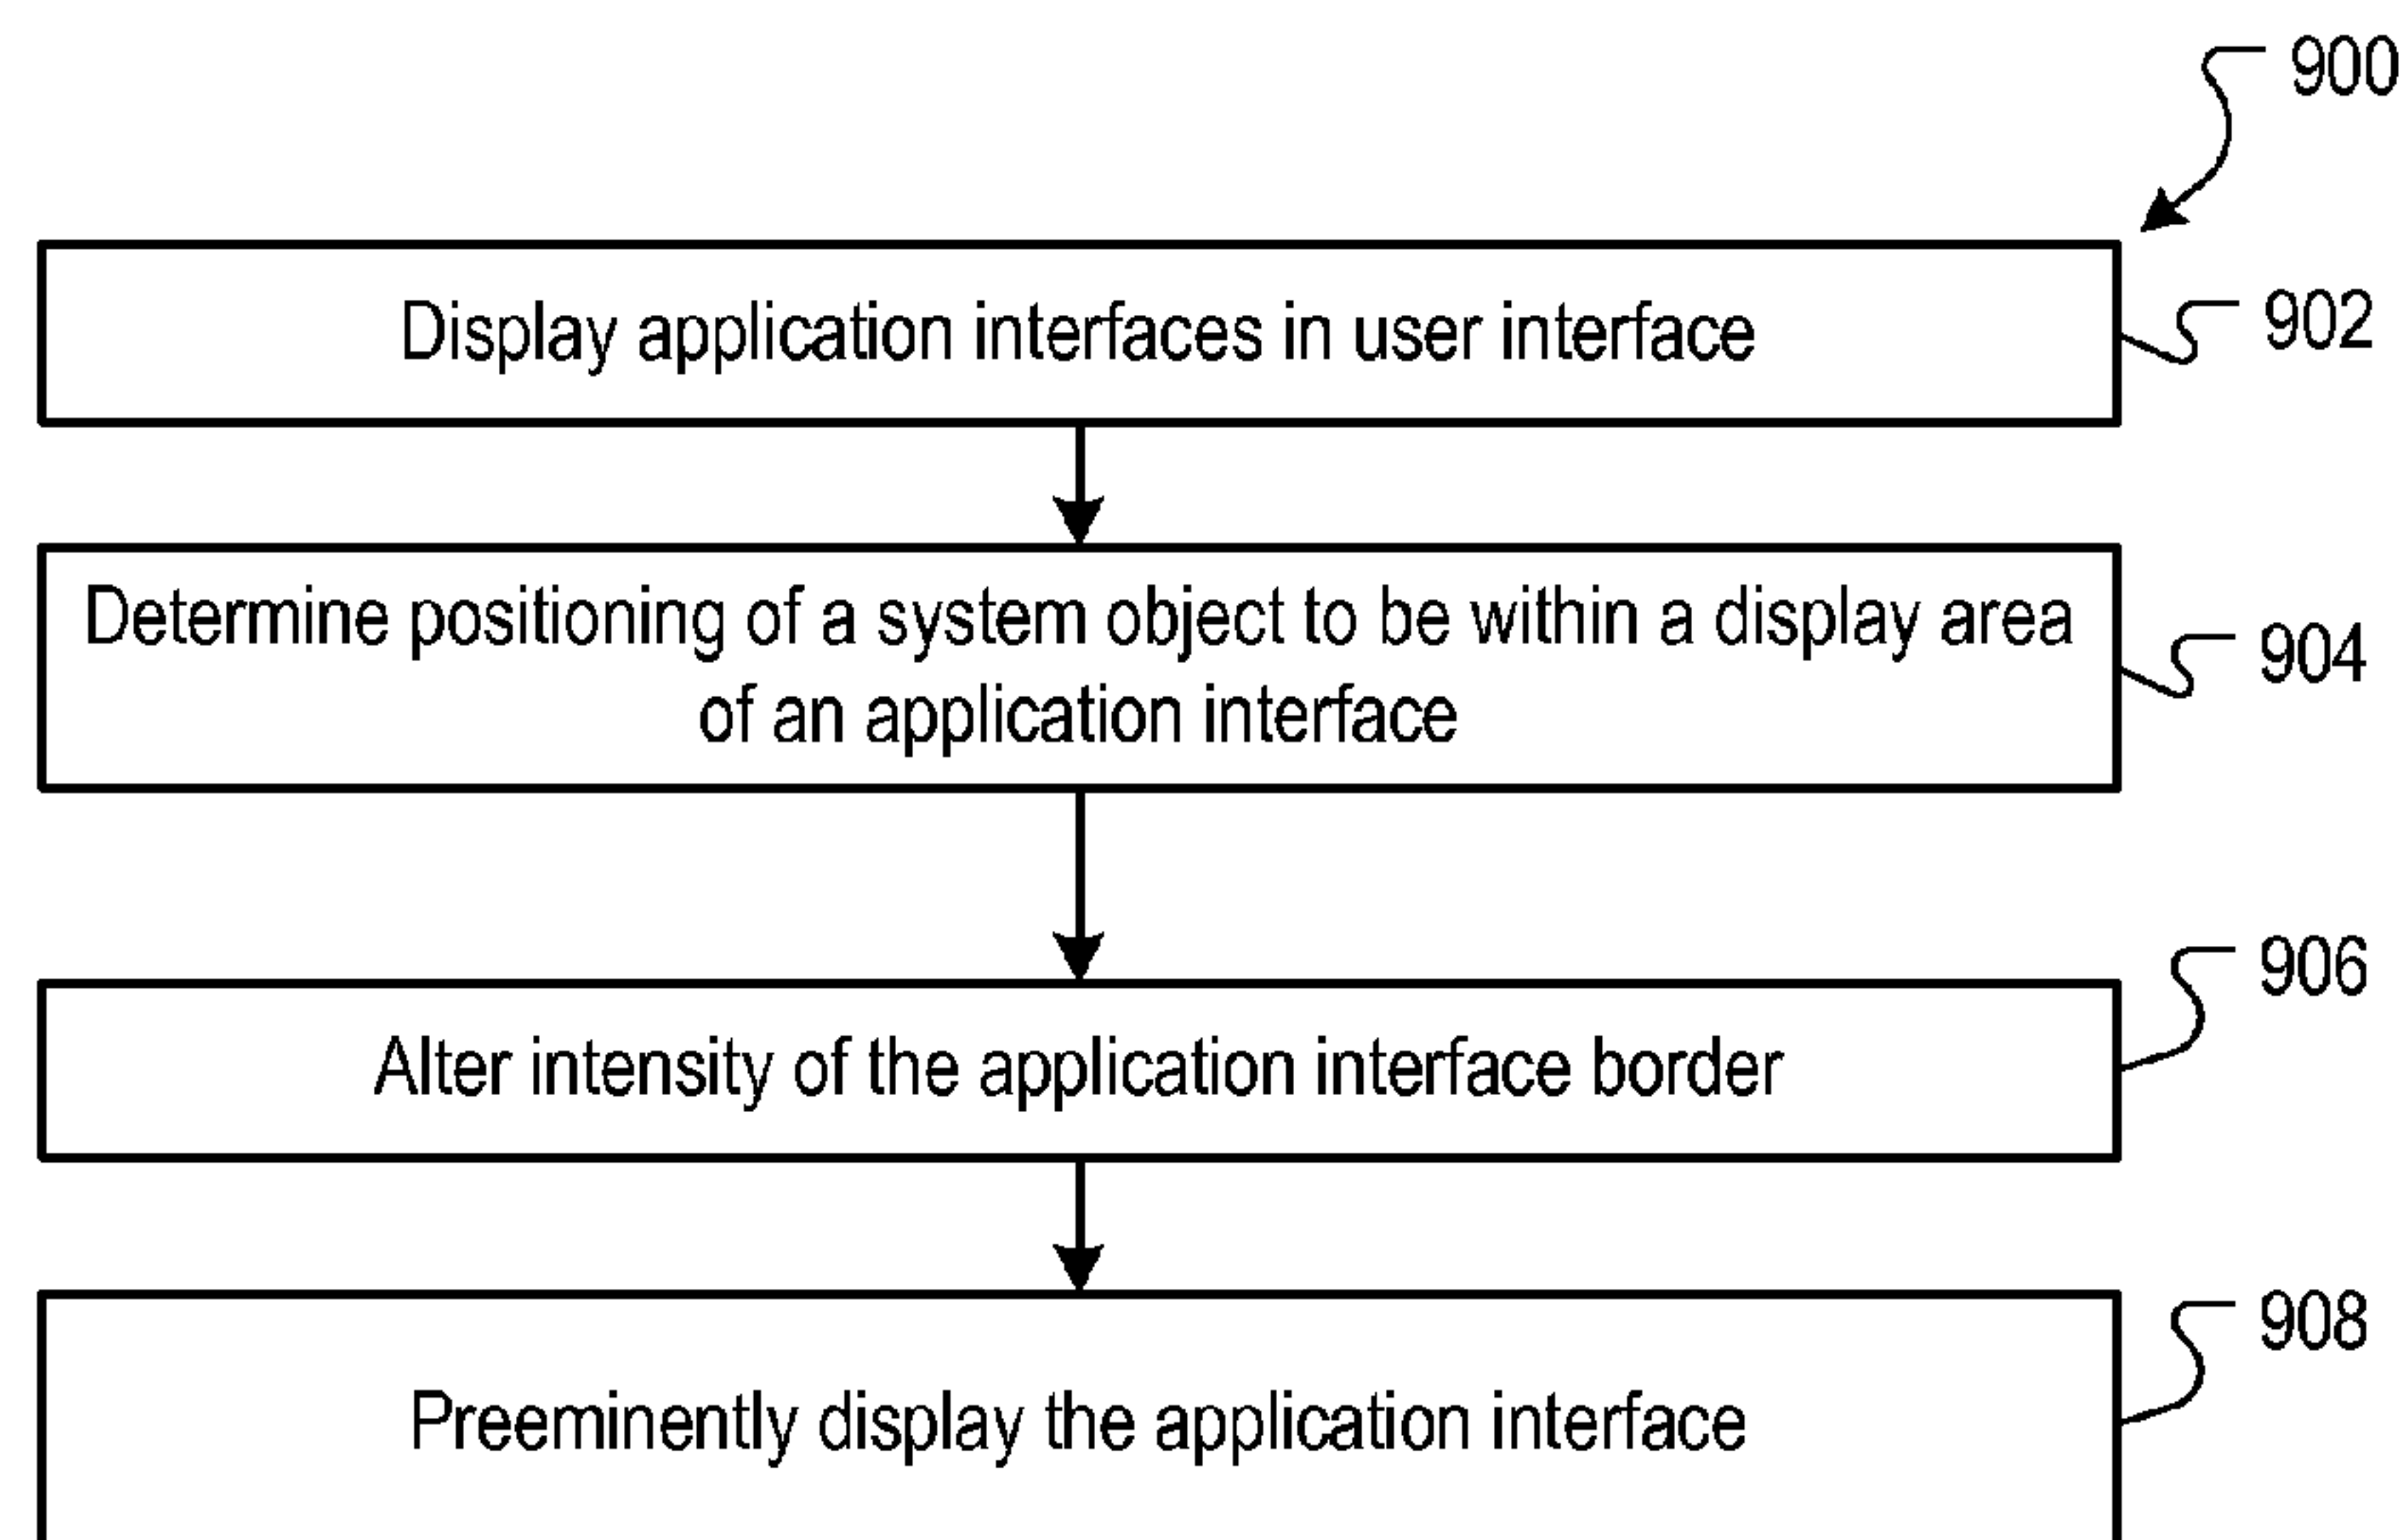 900
Display application interfaces in user interface
902
Determine positioning of a system object to be within a display area
of an application interface
904
Alter intensity of the application interface border
906
Preeminently display the application interface
908